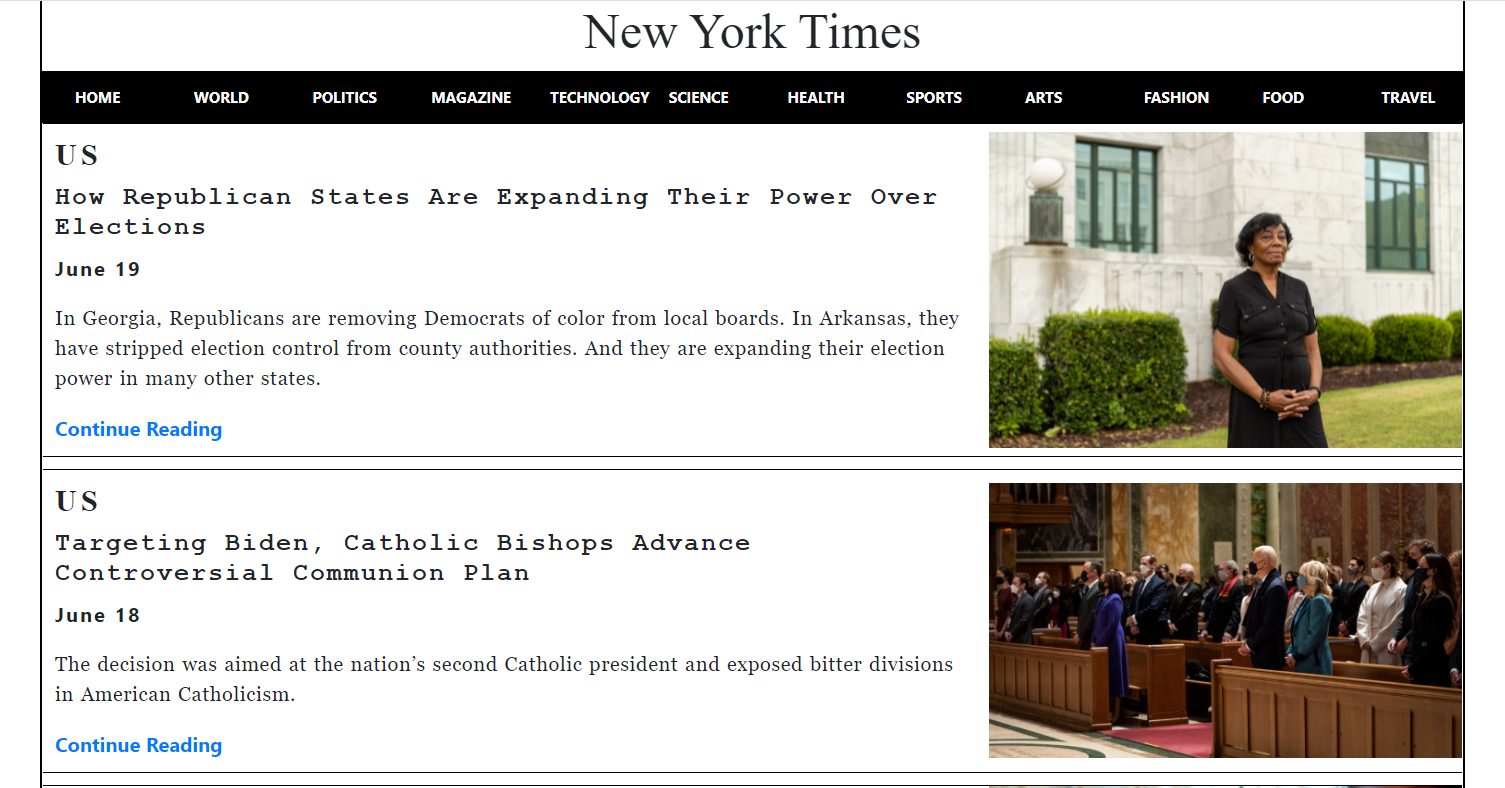 New York Times
HOME WORLD POLITICS MAGAZINE TECHNOLOGY SCIENCE HEALTH SPORTS ARTS FASHION FOOD TRAVEL
US
How Republican States Are Expanding Their Power Over
Elections
June 19
In Georgia, Republicans are removing Democrats of color from local boards. In Arkansas, they
have stripped election control from county authorities. And they are expanding their election
power in many other states.
Continue Reading
US
Targeting Biden, Catholic Bishops Advance
Controversial Communion Plan
June 18
The decision was aimed at the nation’s second Catholic president and exposed bitter divisions
in American Catholicism.
Continue Reading